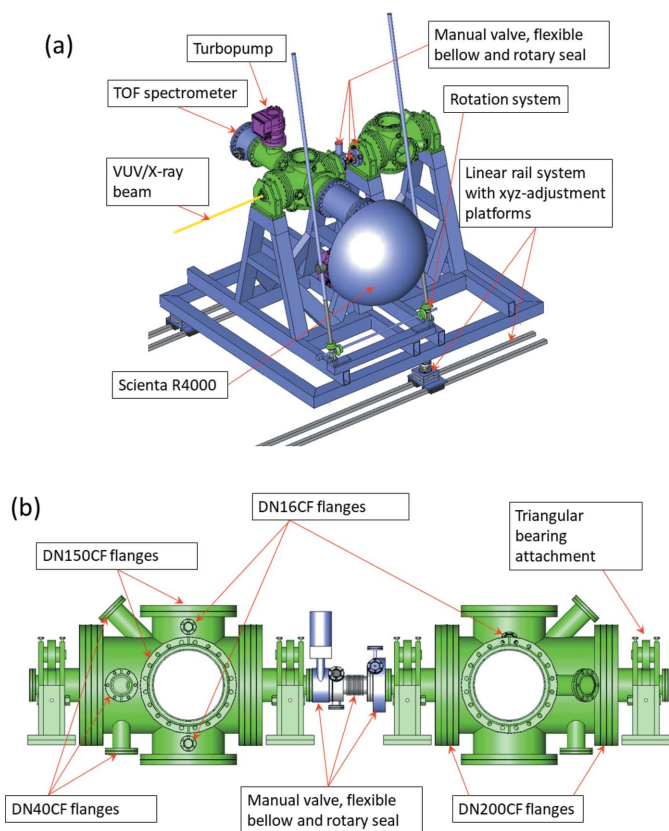 (a)
Turbopump
TOF spectrometer
VUV/X-ray
beam
Manual valve, flexible
bellow and rotary seal
Rotation system
Linear rail system
with xyz-adjustment
platforms
Scienta R4000
(b)
DN16CF flanges
DN150CF flanges
Triangular
bearing
attachment
DN40CF flanges
Manual valve, flexible
bellow and rotary seal
DN200CF flanges